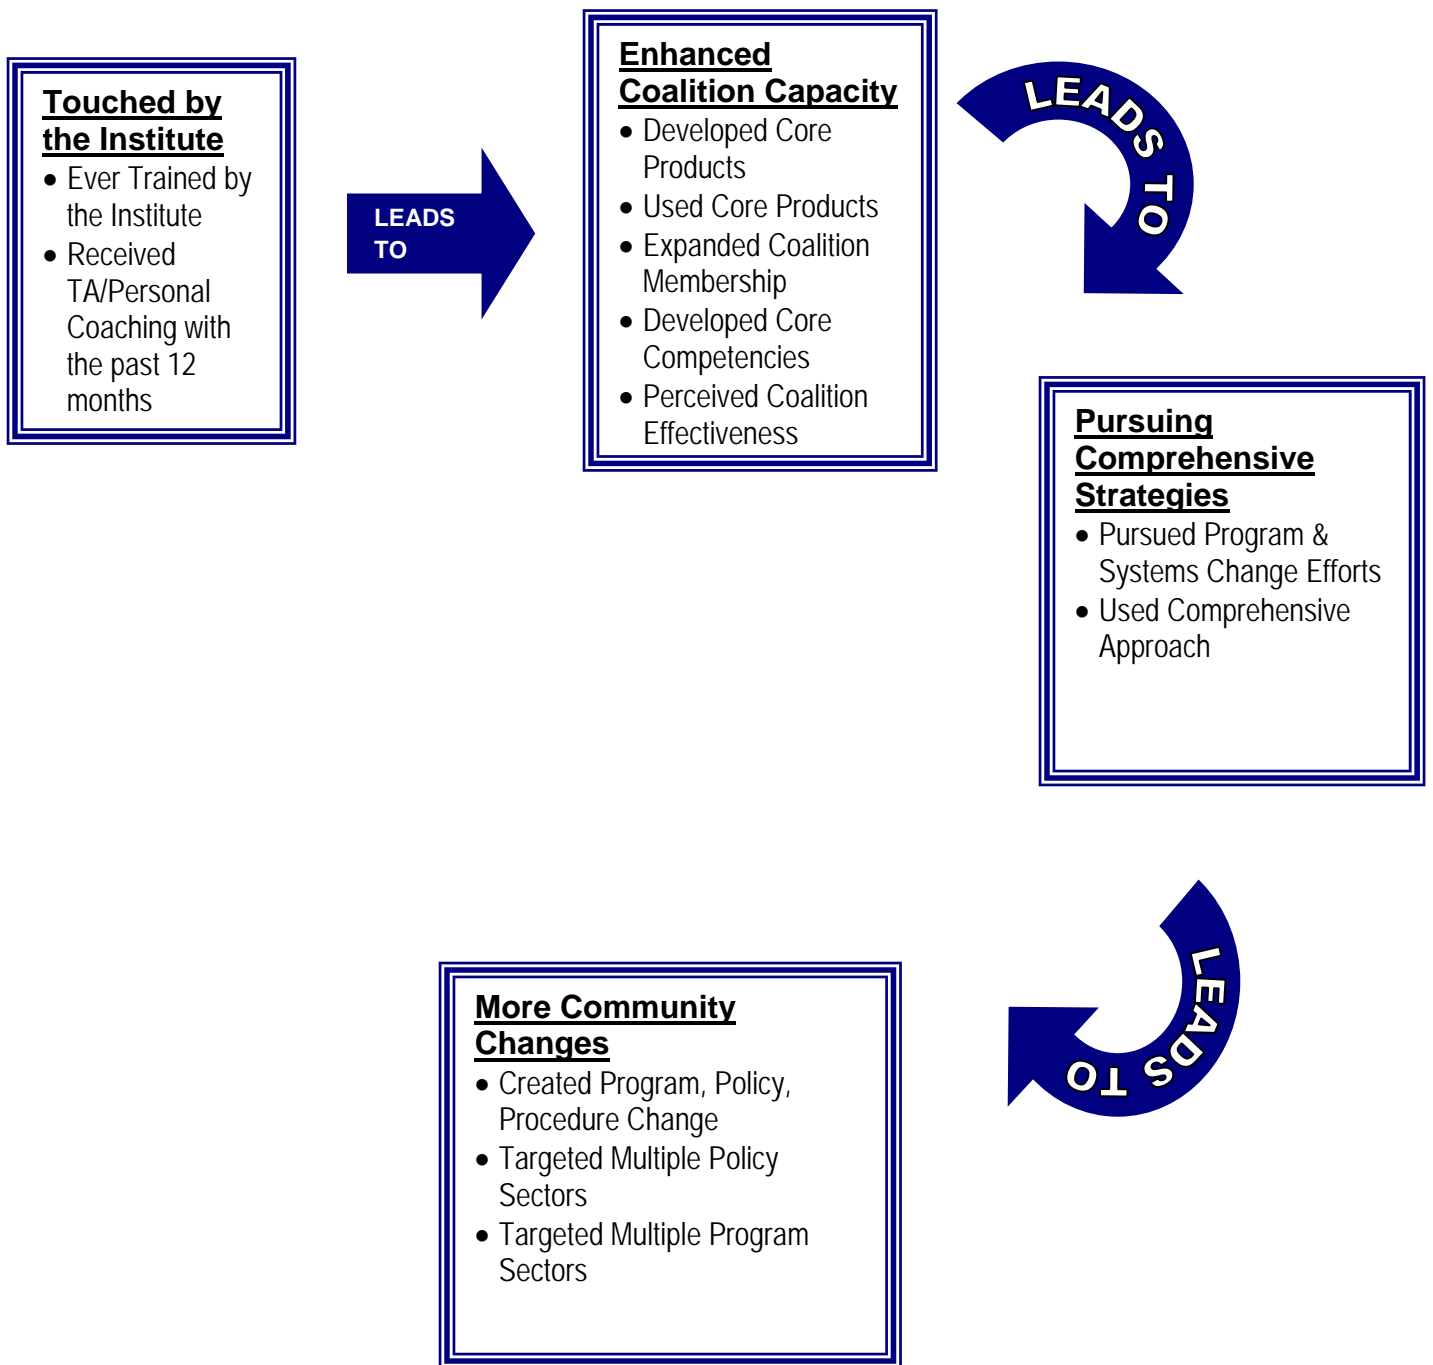 Touched by
the Institute
• Ever Trained by
the Institute
• Received
TA/Personal
Coaching with
the past 12
months
LEADS
TO
Enhanced
Coalition Capacity
• Developed Core
Products
• Used Core Products
• Expanded Coalition
Membership
• Developed Core
Competencies
• Perceived Coalition
Effectiveness
LEADS TO
Pursuing
Comprehensive
Strategies
• Pursued Program &
Systems Change Efforts
• Used Comprehensive
Approach
LEADS TO
More Community
Changes
• Created Program, Policy,
Procedure Change
• Targeted Multiple Policy
Sectors
• Targeted Multiple Program
Sectors